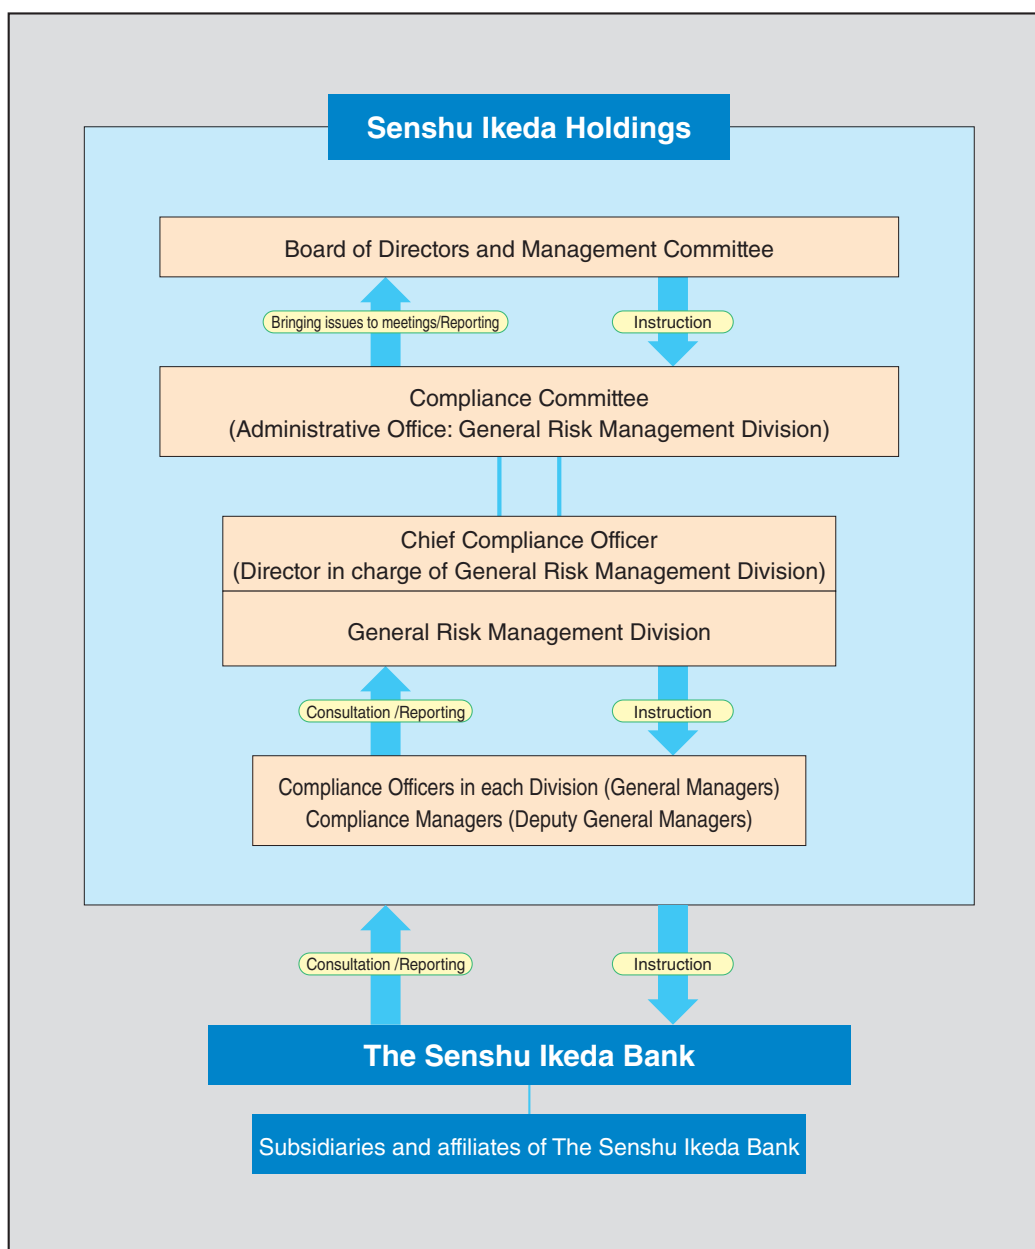 Senshu Ikeda Holdings
Board of Directors and Management Committee
Bringing issues to meetings/Reporting
Instruction
Compliance Committee
(Administrative Office: General Risk Management Division)
Chief Compliance Officer
(Director in charge of General Risk Management Division)
General Risk Management Division
Consultation /Reporting
Instruction
Compliance Officers in each Division (General Managers)
Compliance Managers (Deputy General Managers)
Consultation /Reporting
Instruction
The Senshu Ikeda Bank
Subsidiaries and affiliates of The Senshu Ikeda Bank